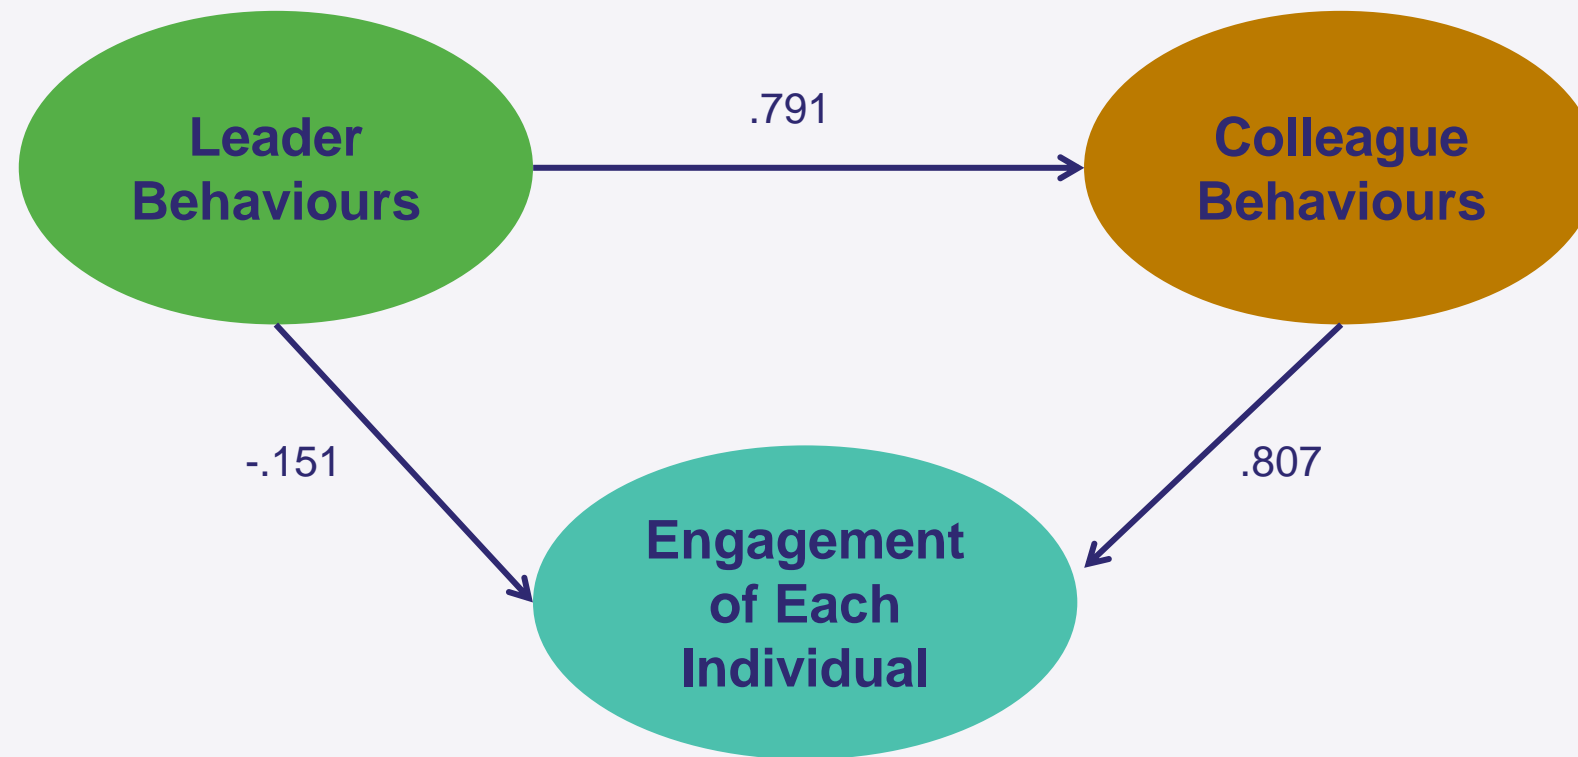 Leader
Behaviours
.791
Colleague
Behaviours
-.151
.807
Engagement
of Each
Individual